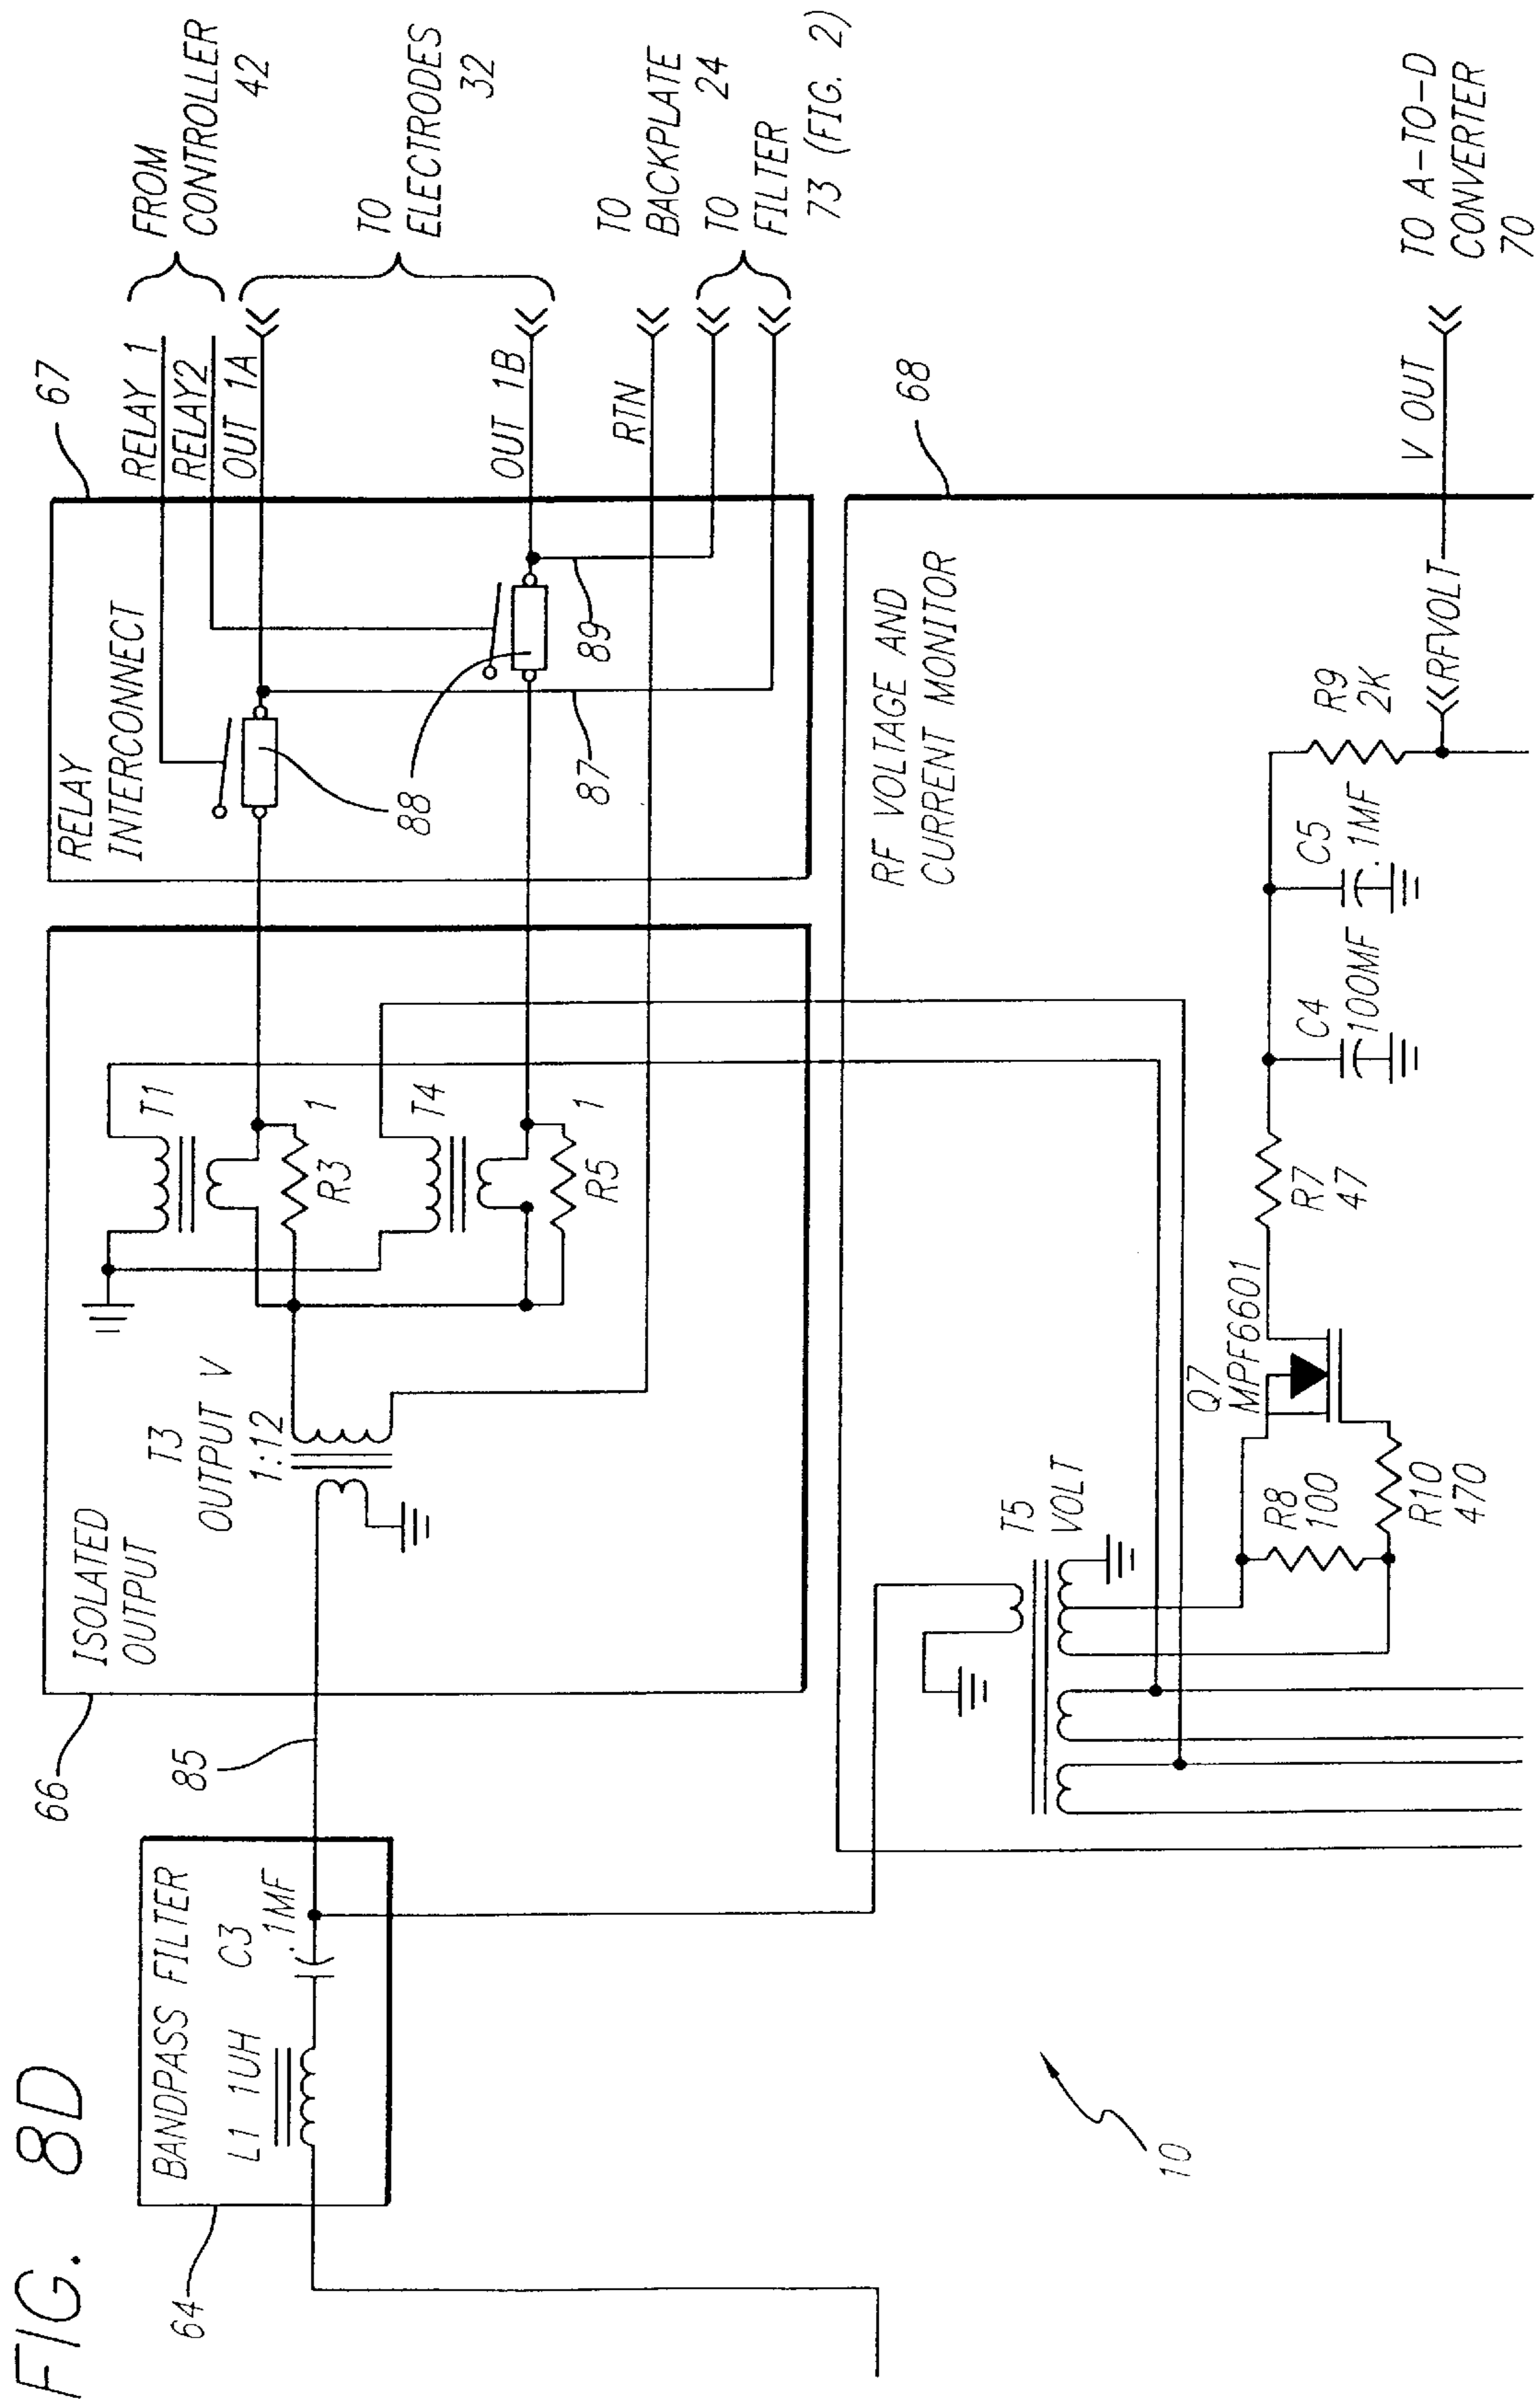 FIG. 8D
64
BANDPASS FILTER
L1 1UH
C3
.1MF
85
66
ISOLATED
OUTPUT
T3
OUTPUT V
1:12
T1
1
R3
T4
1
R5
67
RELAY
INTERCONNECT
88
87
89
RELAY 1
RELAY2
OUT 1A
OUT 1B
RTN
FROM
CONTROLLER
42
TO
ELECTRODES
32
TO
BACKPLATE
24
TO
FILTER
73 (FIG. 2)
68
RF VOLTAGE AND
CURRENT MONITOR
T5
VOLT
R8
100
R10
470
Q7
MPF6601
R7
47
C4
100MF
C5
.1MF
R9
2K
RFVOLT
V OUT
TO A-TO-D
CONVERTER
70
10